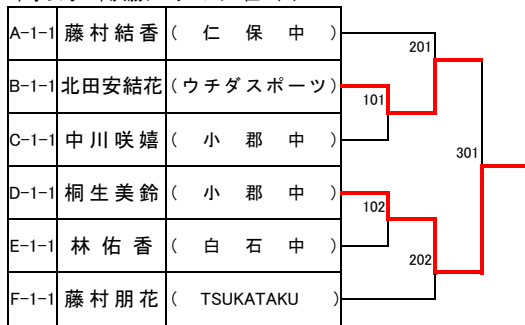 A-1-1 藤村結香 ( 仁保中 )
201
B-1-1 北田安結花 (ウチダスポーツ)
101
C-1-1 中川咲嬉 ( 小郡中 )
301
D-1-1 桐生美鈴 ( 小郡中 )
102
E-1-1 林佑香 ( 白石中 )
202
F-1-1 藤村朋花 ( TSUKATAKU )